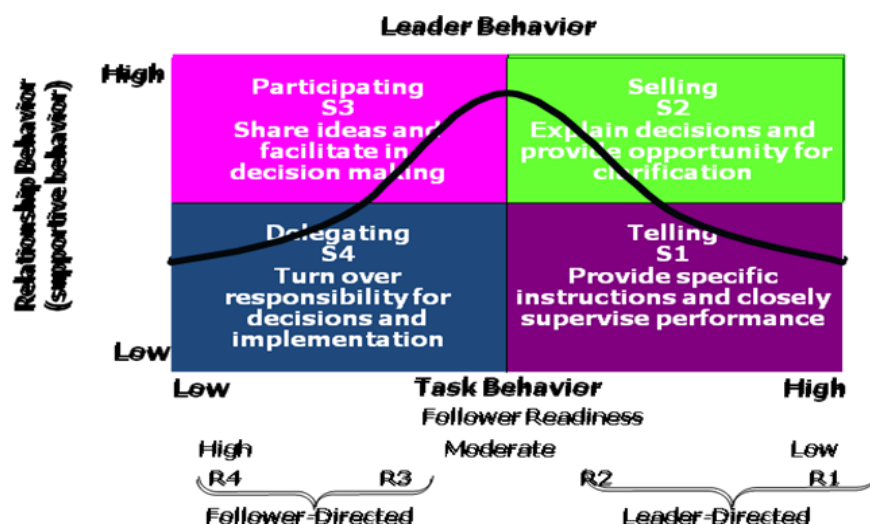 Leader Behavior
Relationship Behavior
(supportive behavior)
High
Participating
S3
Share ideas and
facilitate in
decision making
Selling
S2
Explain decisions and
provide opportunity for
clarification
Delegating
S4
Turn over
responsibility for
decisions and
implementation
Telling
S1
Provide specific
instructions and closely
supervise performance
Low
Low Task Behavior High
Follower Readiness
High Moderate Low
R4 R3 R2 R1
Follower-Directed Leader-Directed